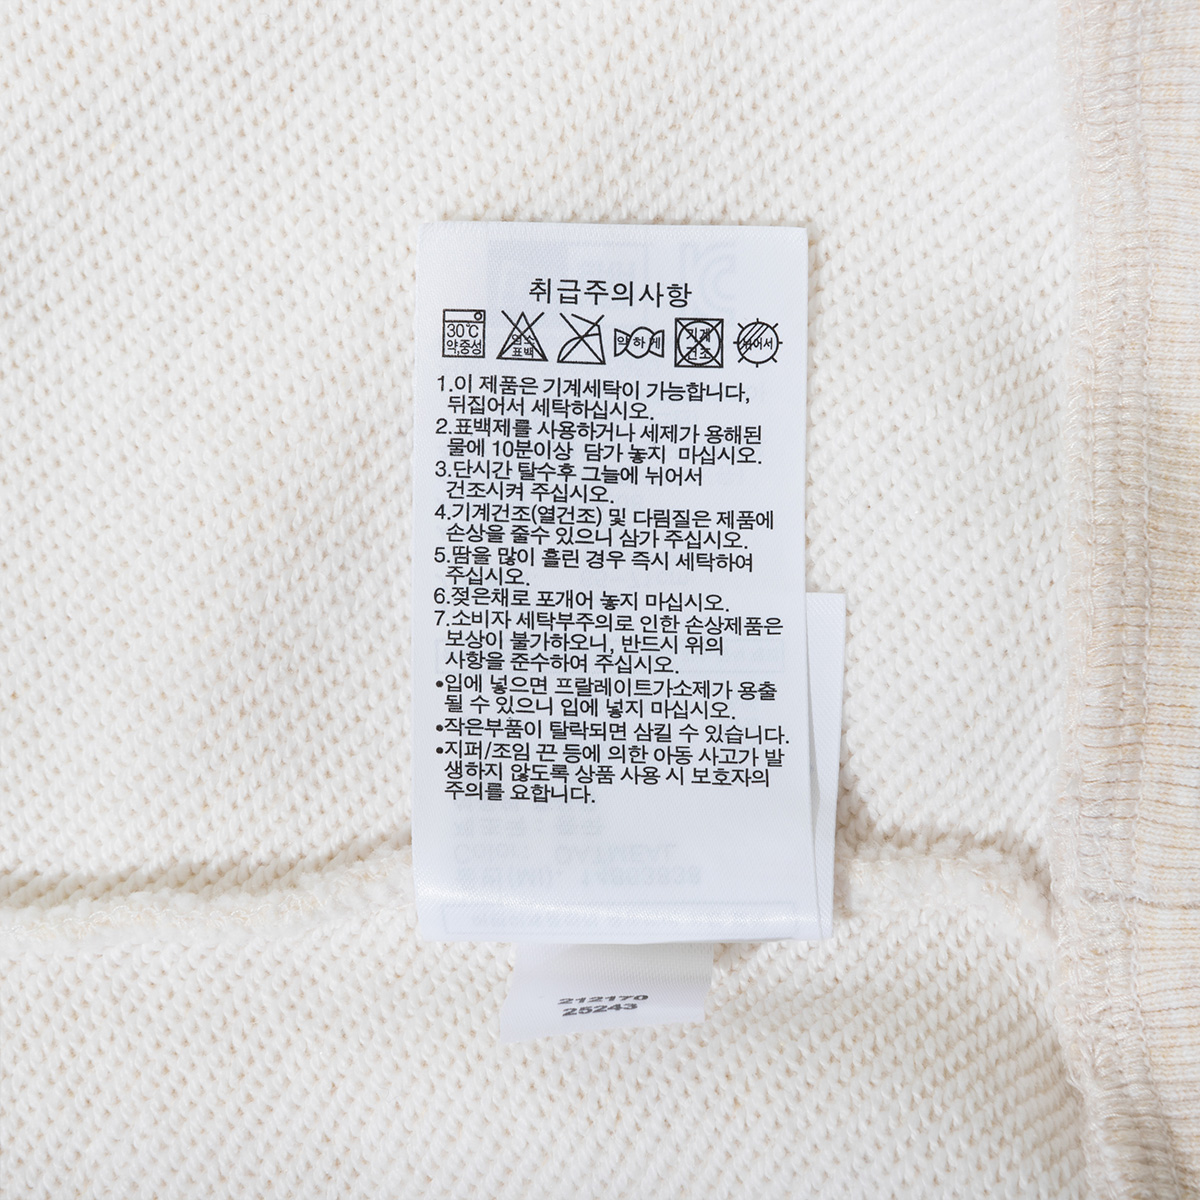 취급주의사항
30℃
약,중성
염소
표백
약하게
기계
건조
뉘어서
1.이 제품은 기계세탁이 가능합니다,
뒤집어서 세탁하십시오.
2.표백제를 사용하거나 세제가 용해된
물에 10분이상 담가 놓지 마십시오.
3.단시간 탈수후 그늘에 뉘어서
건조시켜 주십시오.
4.기계건조(열건조) 및 다림질은 제품에
손상을 줄수 있으니 삼가 주십시오.
5.땀을 많이 흘린 경우 즉시 세탁하여
주십시오.
6.젖은채로 포개어 놓지 마십시오.
7.소비자 세탁부주의로 인한 손상제품은
보상이 불가하오니, 반드시 위의
사항을 준수하여 주십시오.
•입에 넣으면 프탈레이트가소제가 용출
될 수 있으니 입에 넣지 마십시오.
•작은부품이 탈락되면 삼킬 수 있습니다.
•지퍼/조임 끈 등에 의한 아동 사고가 발
생하지 않도록 상품 사용 시 보호자의
주의를 요합니다.
Color: OATMEAL
212170
25243